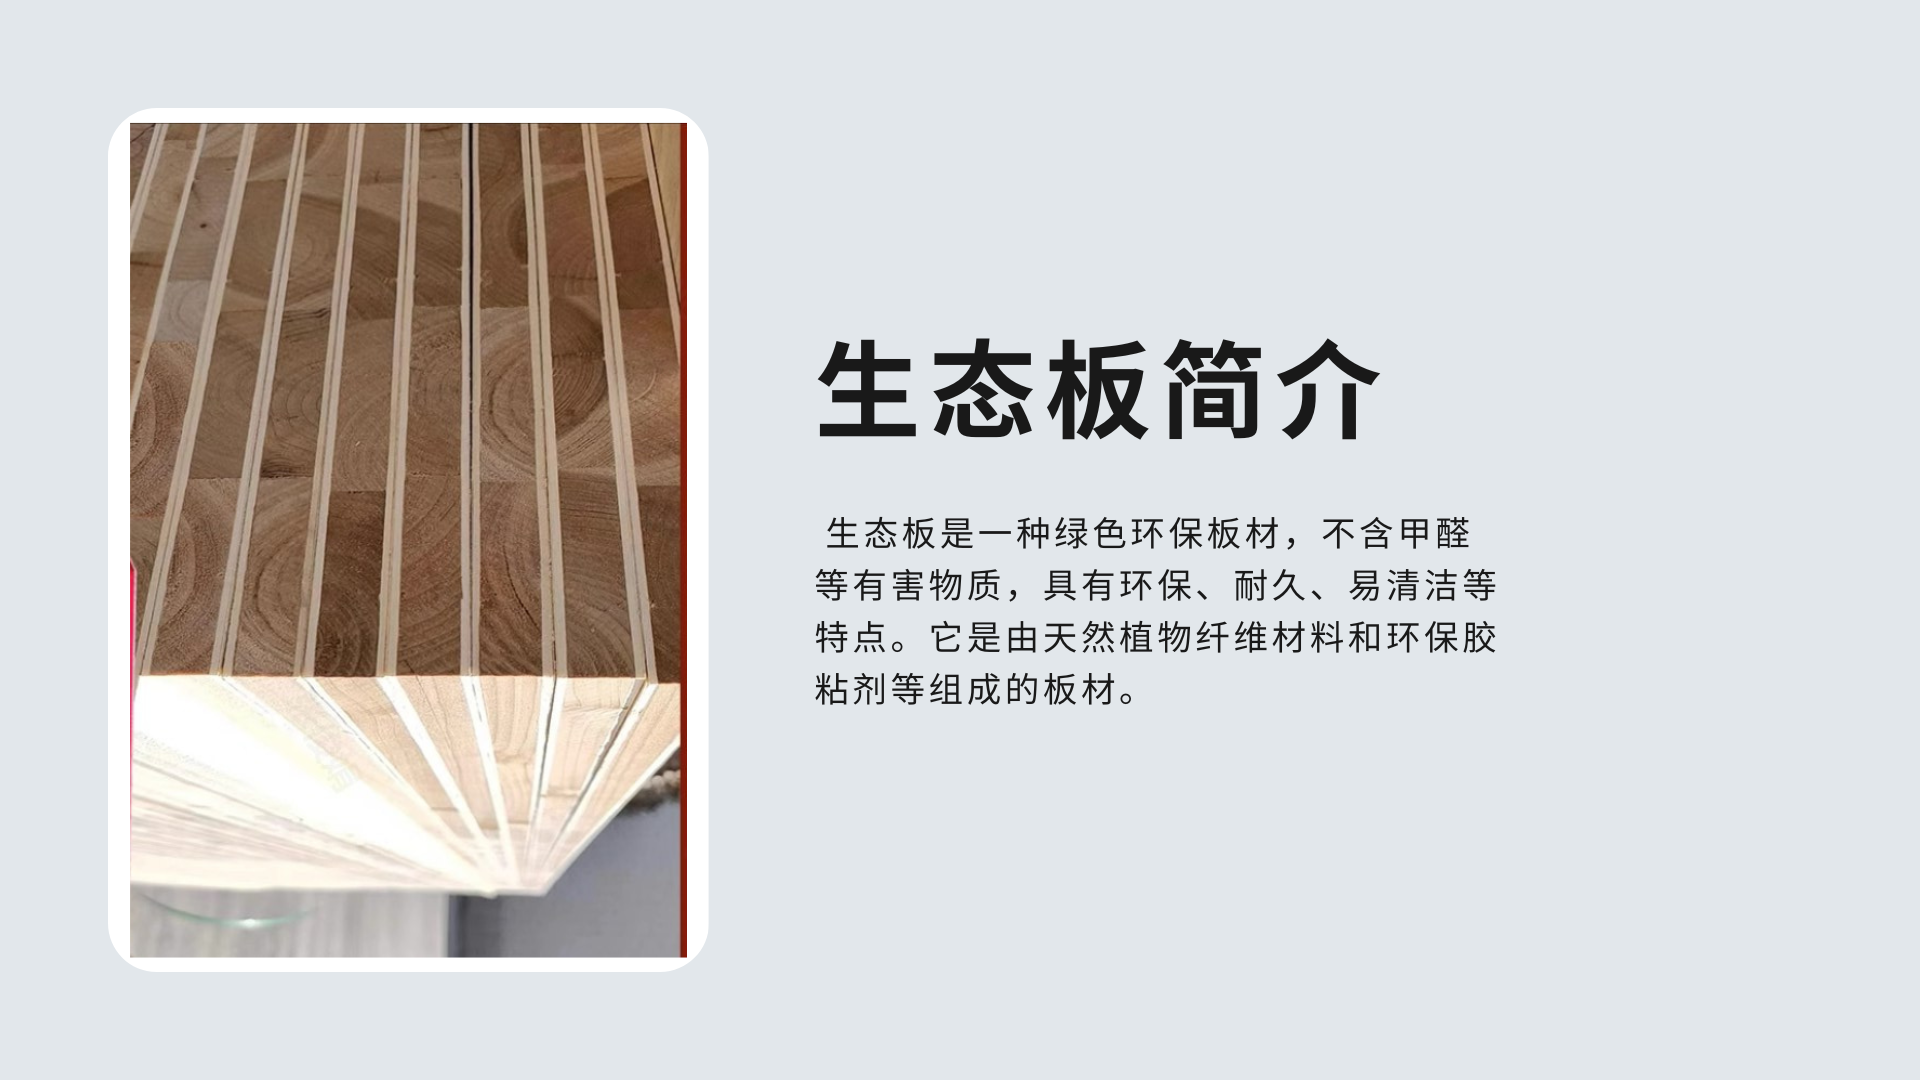 生态板简介
生态板是一种绿色环保板材，不含甲醛
等有害物质，具有环保、耐久、易清洁等
特点。它是由天然植物纤维材料和环保胶
粘剂等组成的板材。